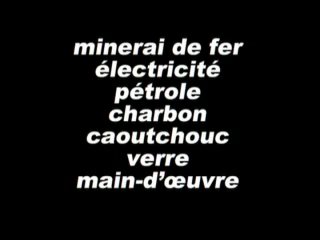 minerai de fer
électricité
pétrole
charbon
caoutchouc
verre
main-d’œuvre